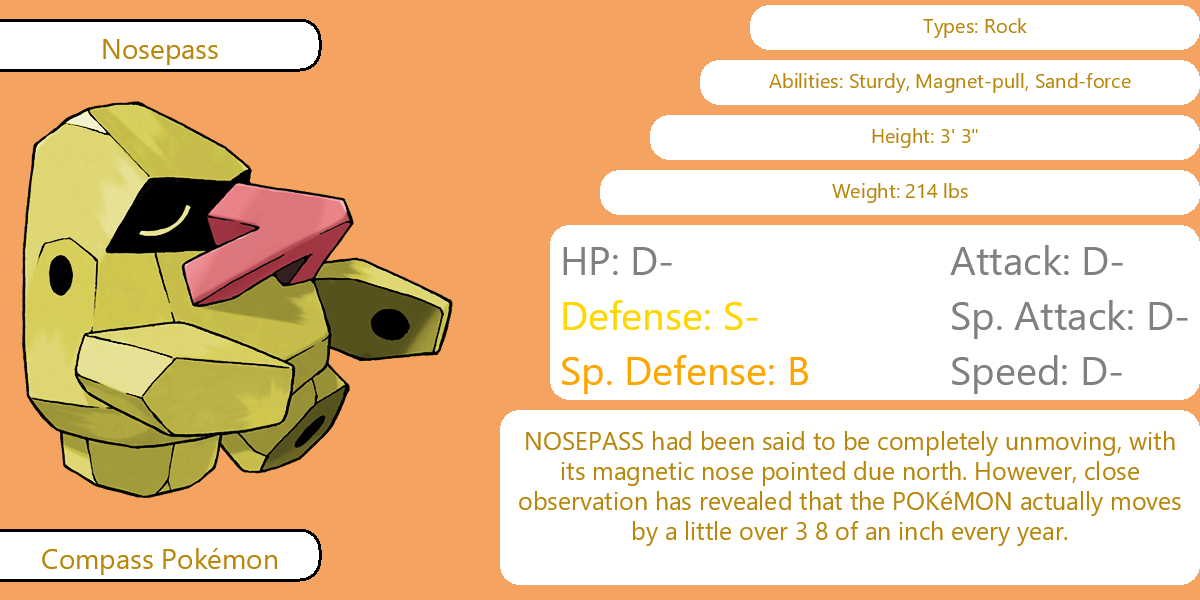 Nosepass
Types: Rock
Abilities: Sturdy, Magnet-pull, Sand-force
Height: 3' 3"
Weight: 214 lbs
HP: D-
Attack: D-
Defense: S-
Sp. Attack: D-
Sp. Defense: B
Speed: D-
NOSEPASS had been said to be completely unmoving, with
its magnetic nose pointed due north. However, close
observation has revealed that the POKéMON actually moves
by a little over 3 8 of an inch every year.
Compass Pokémon